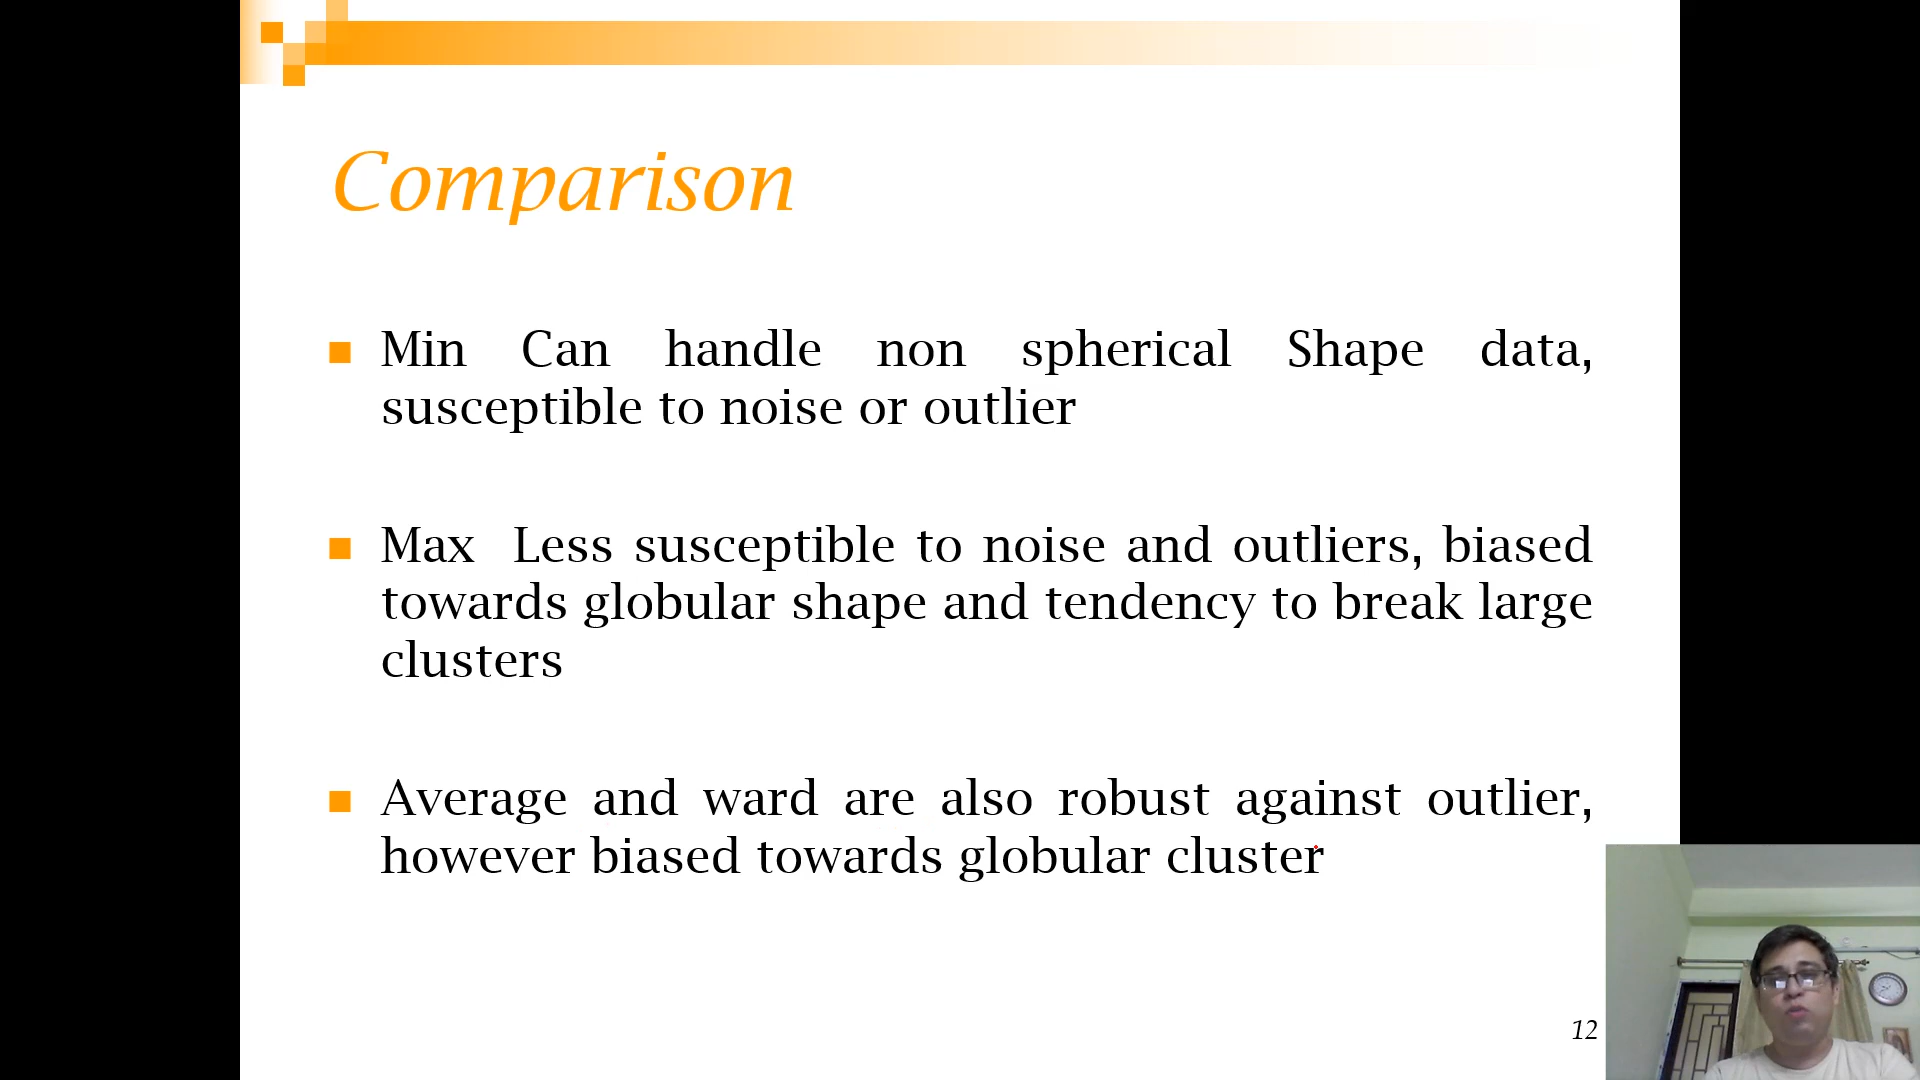 Comparison
Min Can handle non spherical Shape data,
susceptible to noise or outlier
Max Less susceptible to noise and outliers, biased
towards globular shape and tendency to break large
clusters
Average and ward are also robust against outlier,
however biased towards globular cluster
12